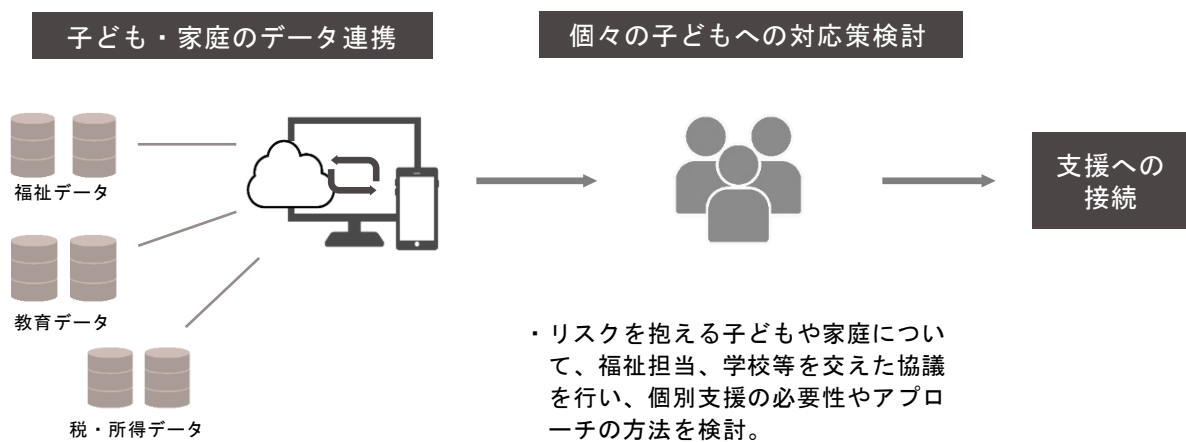 子ども・家庭のデータ連携
個々の子どもへの対応策検討
福祉データ
教育データ
税・所得データ
支援への
接続
・リスクを抱える子どもや家庭につい
て、福祉担当、学校等を交えた協議
を行い、個別支援の必要性やアプロ
ーチの方法を検討。